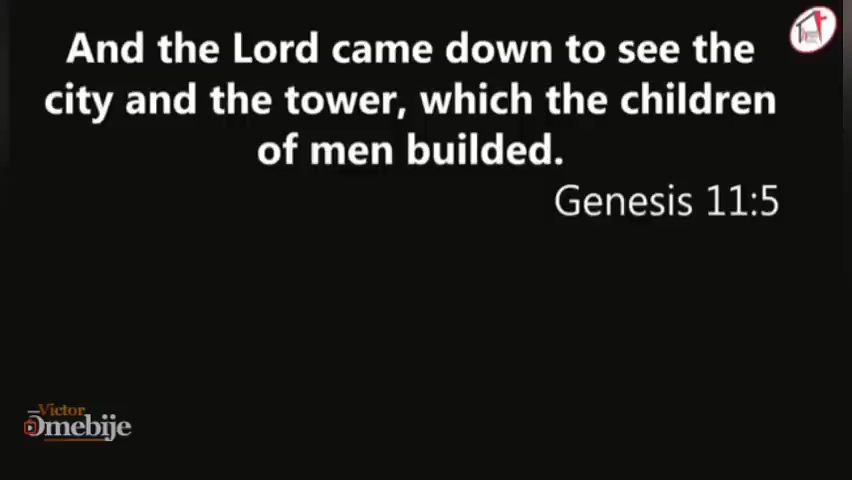 And the Lord came down to see the
city and the tower, which the children
of men builded.
Genesis 11:5
Victor
Omebije